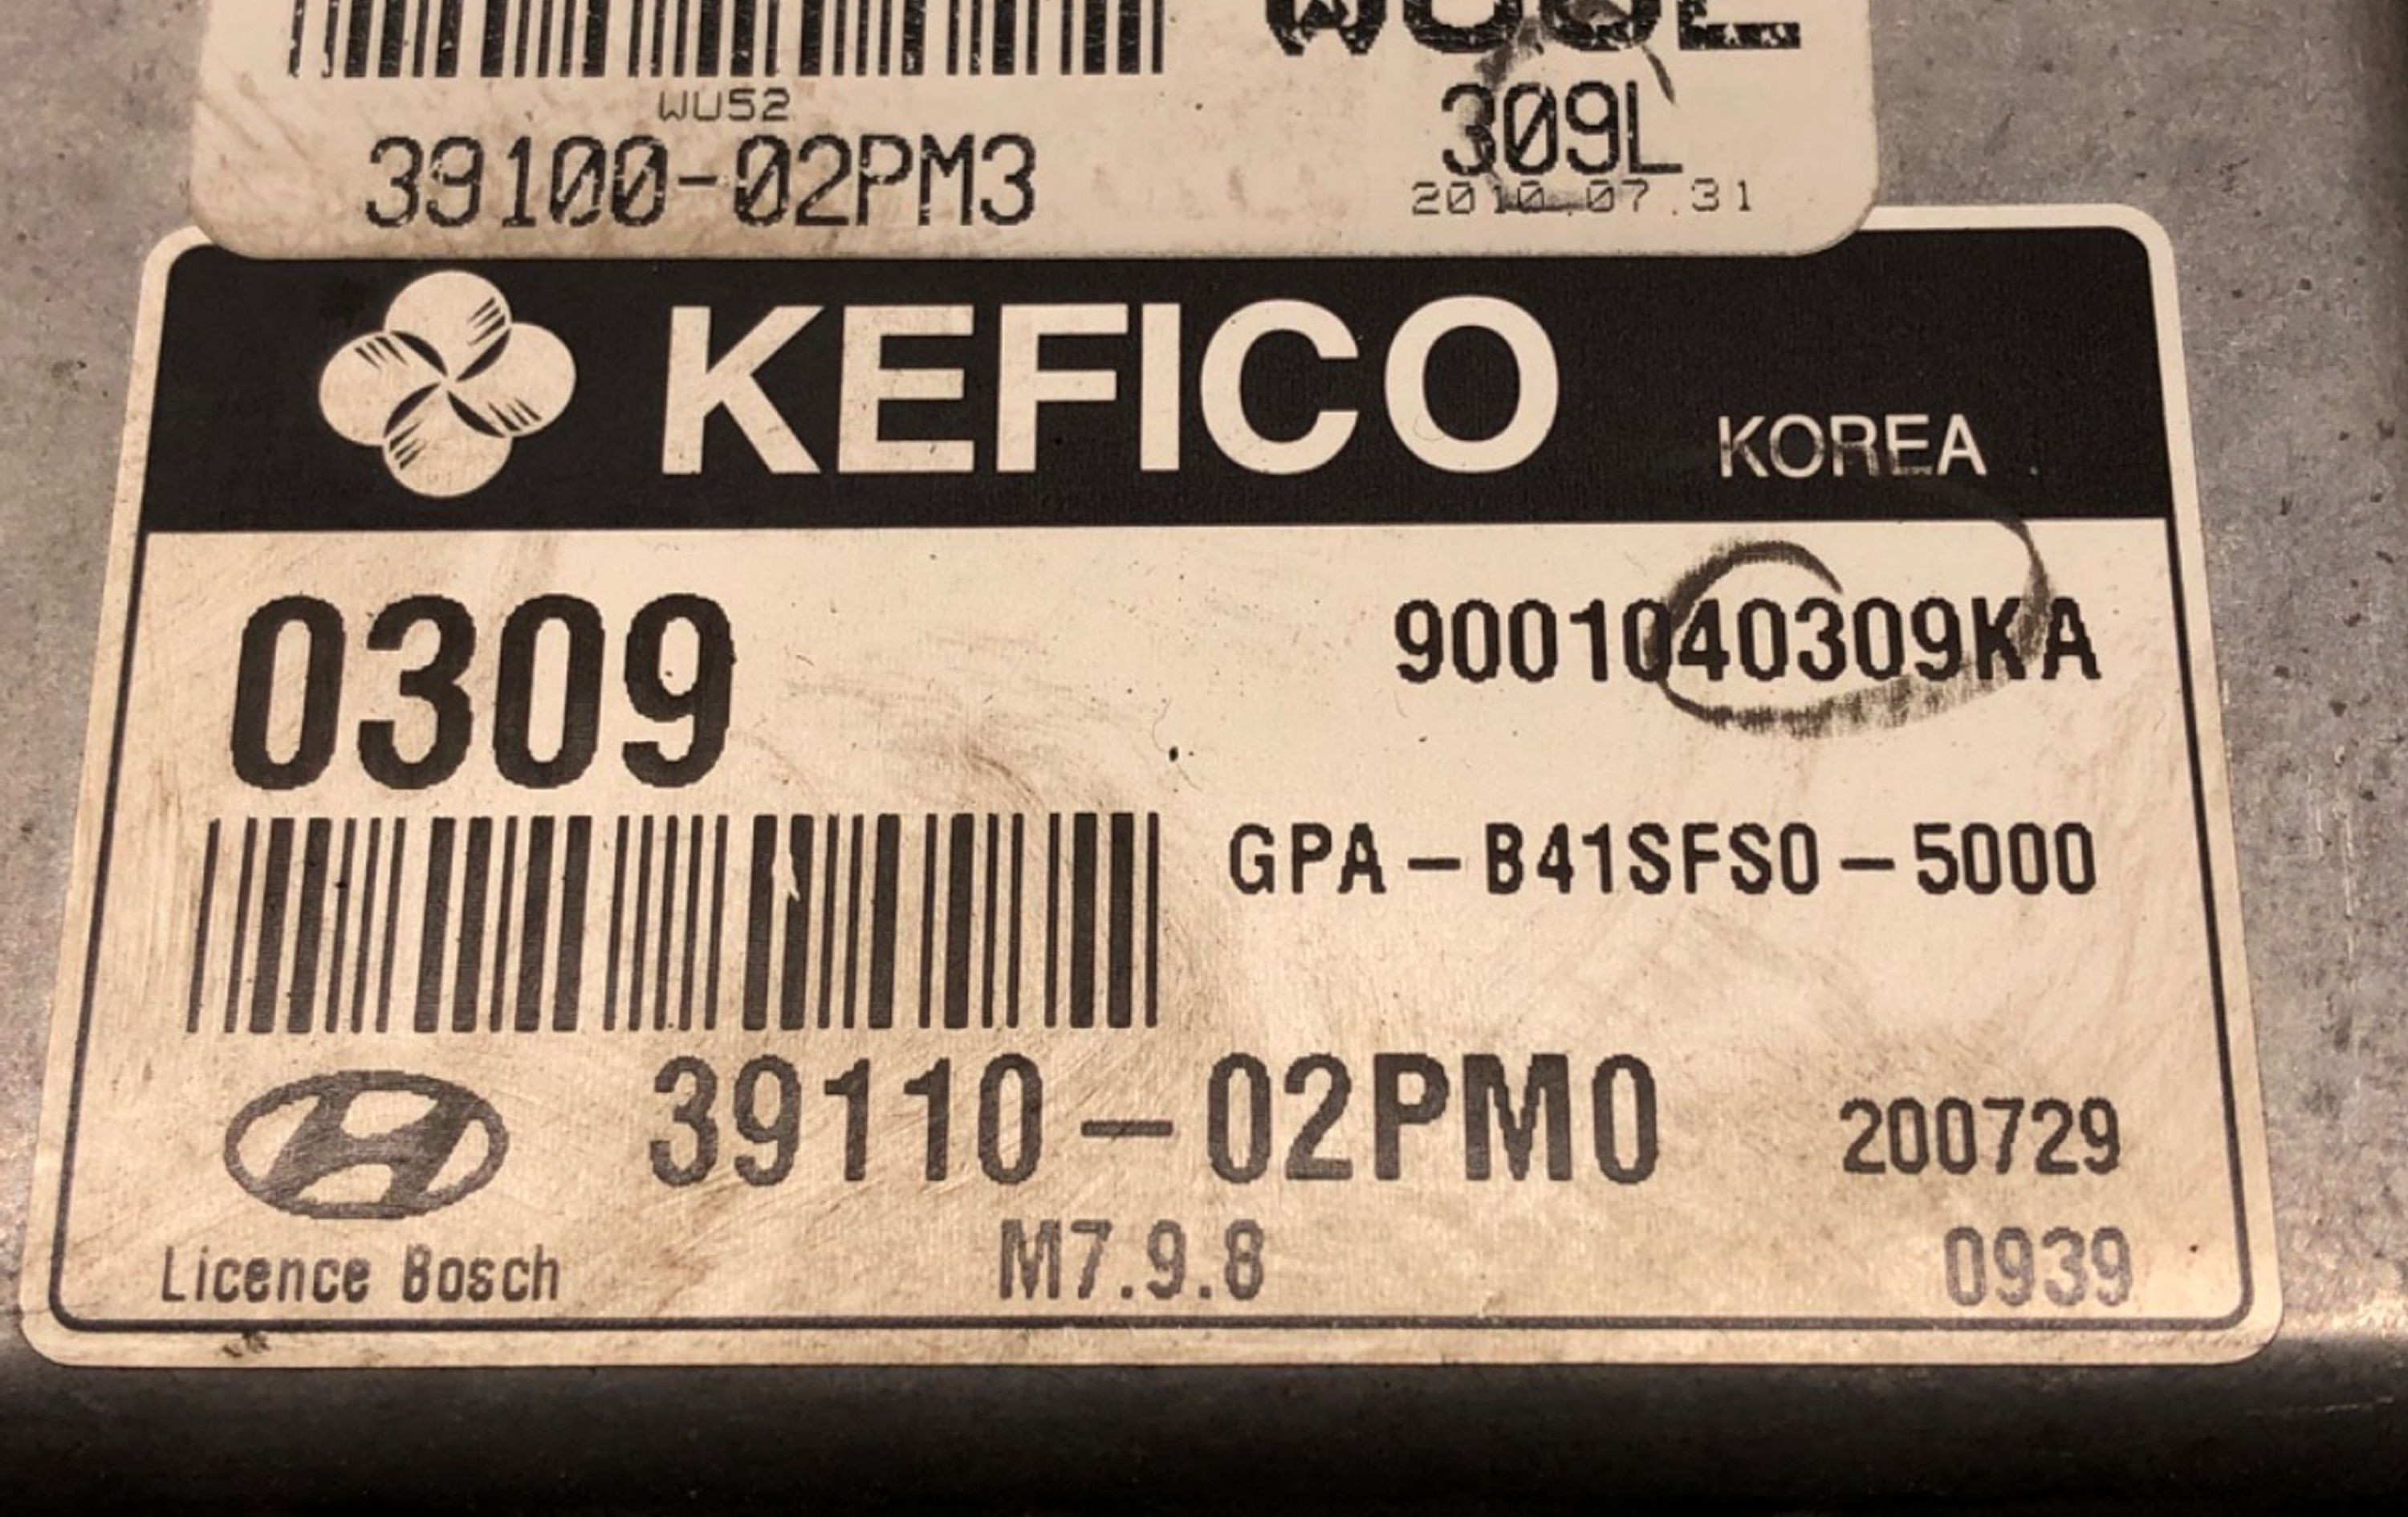 WU52
39100-02PM3
309L
2010.07.31
KEFICO
KOREA
0309
9001040309KA
GPA-B41SFS0-5000
39110-02PM0
200729
Licence Bosch
M7.9.8
0939